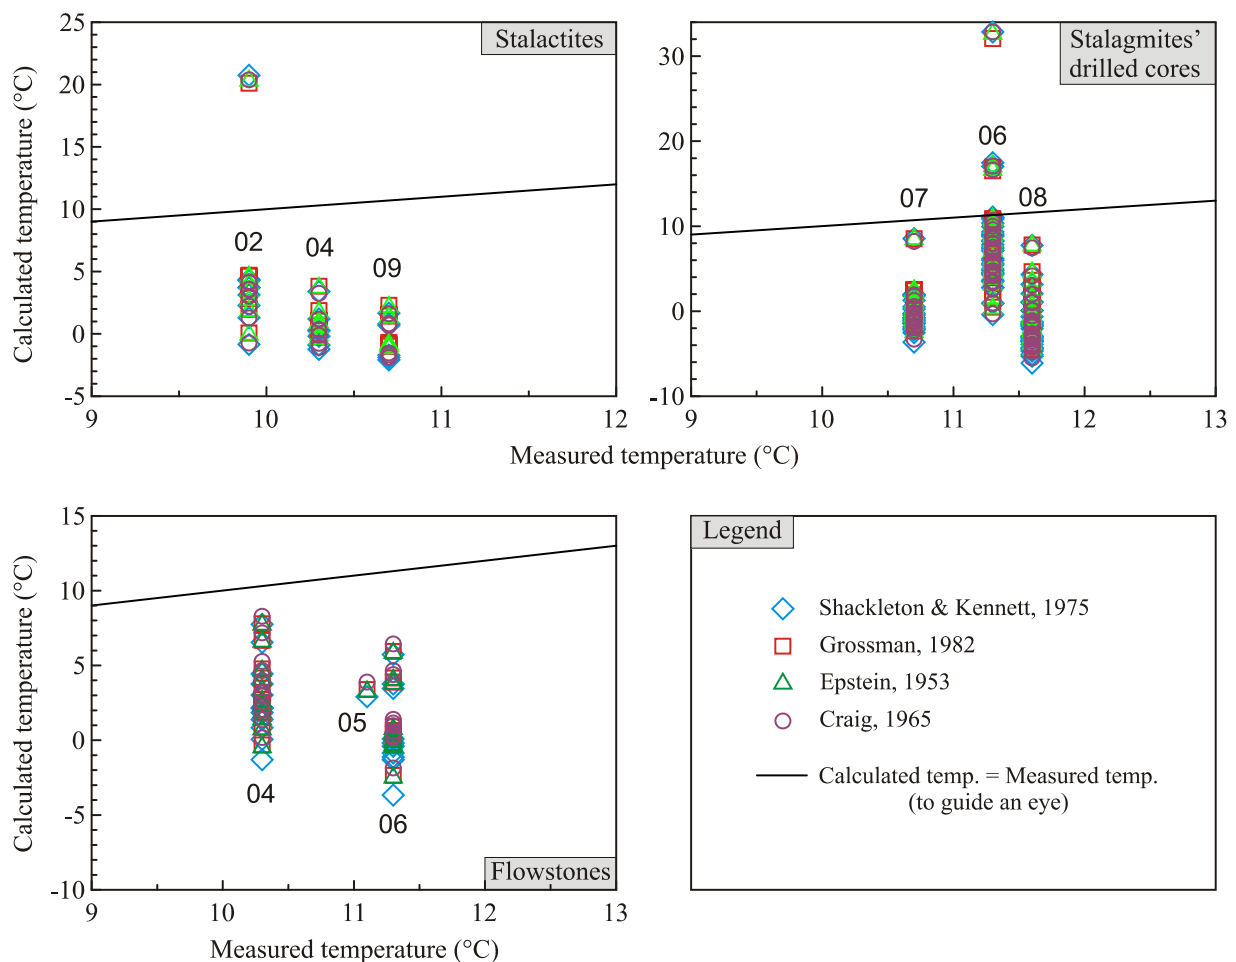 Stalactites
Calculated temperature (°C)
25
20
15
10
5
0
-5
02
04
09
9
10
11
12
Stalagmites’
drilled cores
Calculated temperature (°C)
30
20
10
0
-10
07
06
08
9
10
11
12
13
Measured temperature (°C)
Calculated temperature (°C)
15
10
5
0
-5
-10
04
05
06
Flowstones
9
10
11
12
13
Measured temperature (°C)
Legend
Shackleton & Kennett, 1975
Grossman, 1982
Epstein, 1953
Craig, 1965
Calculated temp. = Measured temp.
(to guide an eye)